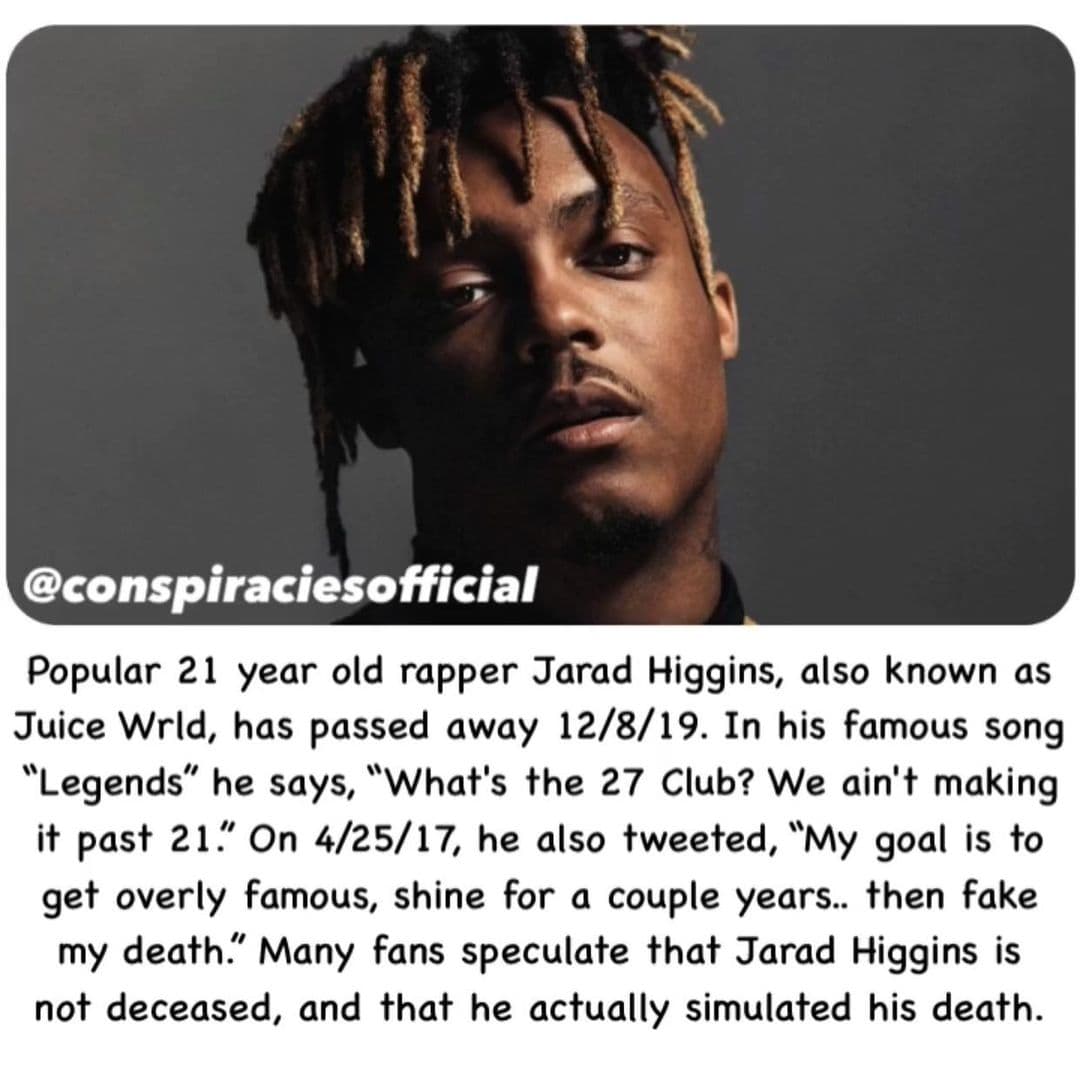 @conspiraciesofficial
Popular 21 year old rapper Jarad Higgins, also known as
Juice Wrld, has passed away 12/8/19. In his famous song
“Legends” he says, “What's the 27 Club? We ain't making
it past 21.” On 4/25/17, he also tweeted, “My goal is to
get overly famous, shine for a couple years.. then fake
my death.” Many fans speculate that Jarad Higgins is
not deceased, and that he actually simulated his death.